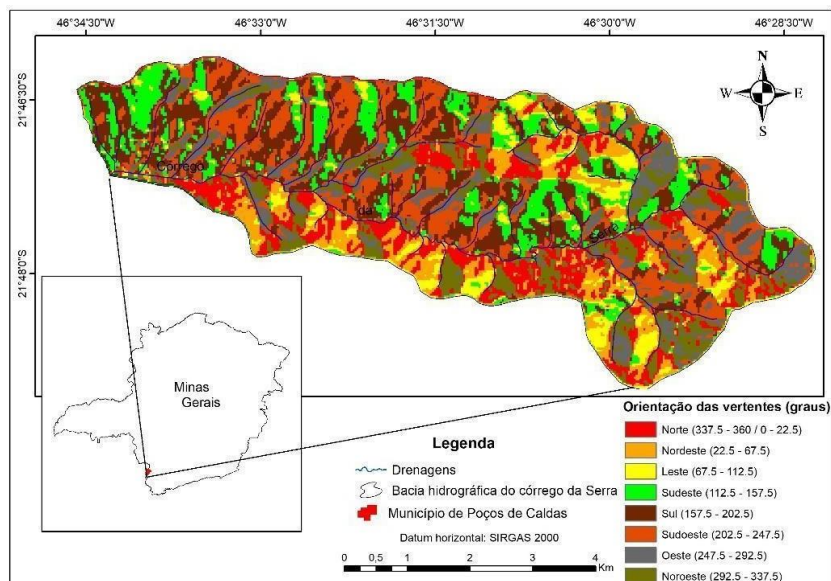 46°34'30"W 46°33'0"W 46°31'30"W 46°30'0"W 46°28'30"W
21°46'30"S
21°48'0"S
N
W E
S
Córrego
da
Serra
Minas
Gerais
Legenda
Drenagens
Bacia hidrográfica do córrego da Serra
Município de Poços de Caldas
Datum horizontal: SIRGAS 2000
0 0,5 1 2 3 4
Km
Orientação das vertentes (graus)
Norte (337.5 - 360 / 0 - 22.5)
Nordeste (22.5 - 67.5)
Leste (67.5 - 112.5)
Sudeste (112.5 - 157.5)
Sul (157.5 - 202.5)
Sudoeste (202.5 - 247.5)
Oeste (247.5 - 292.5)
Noroeste (292.5 - 337.5)